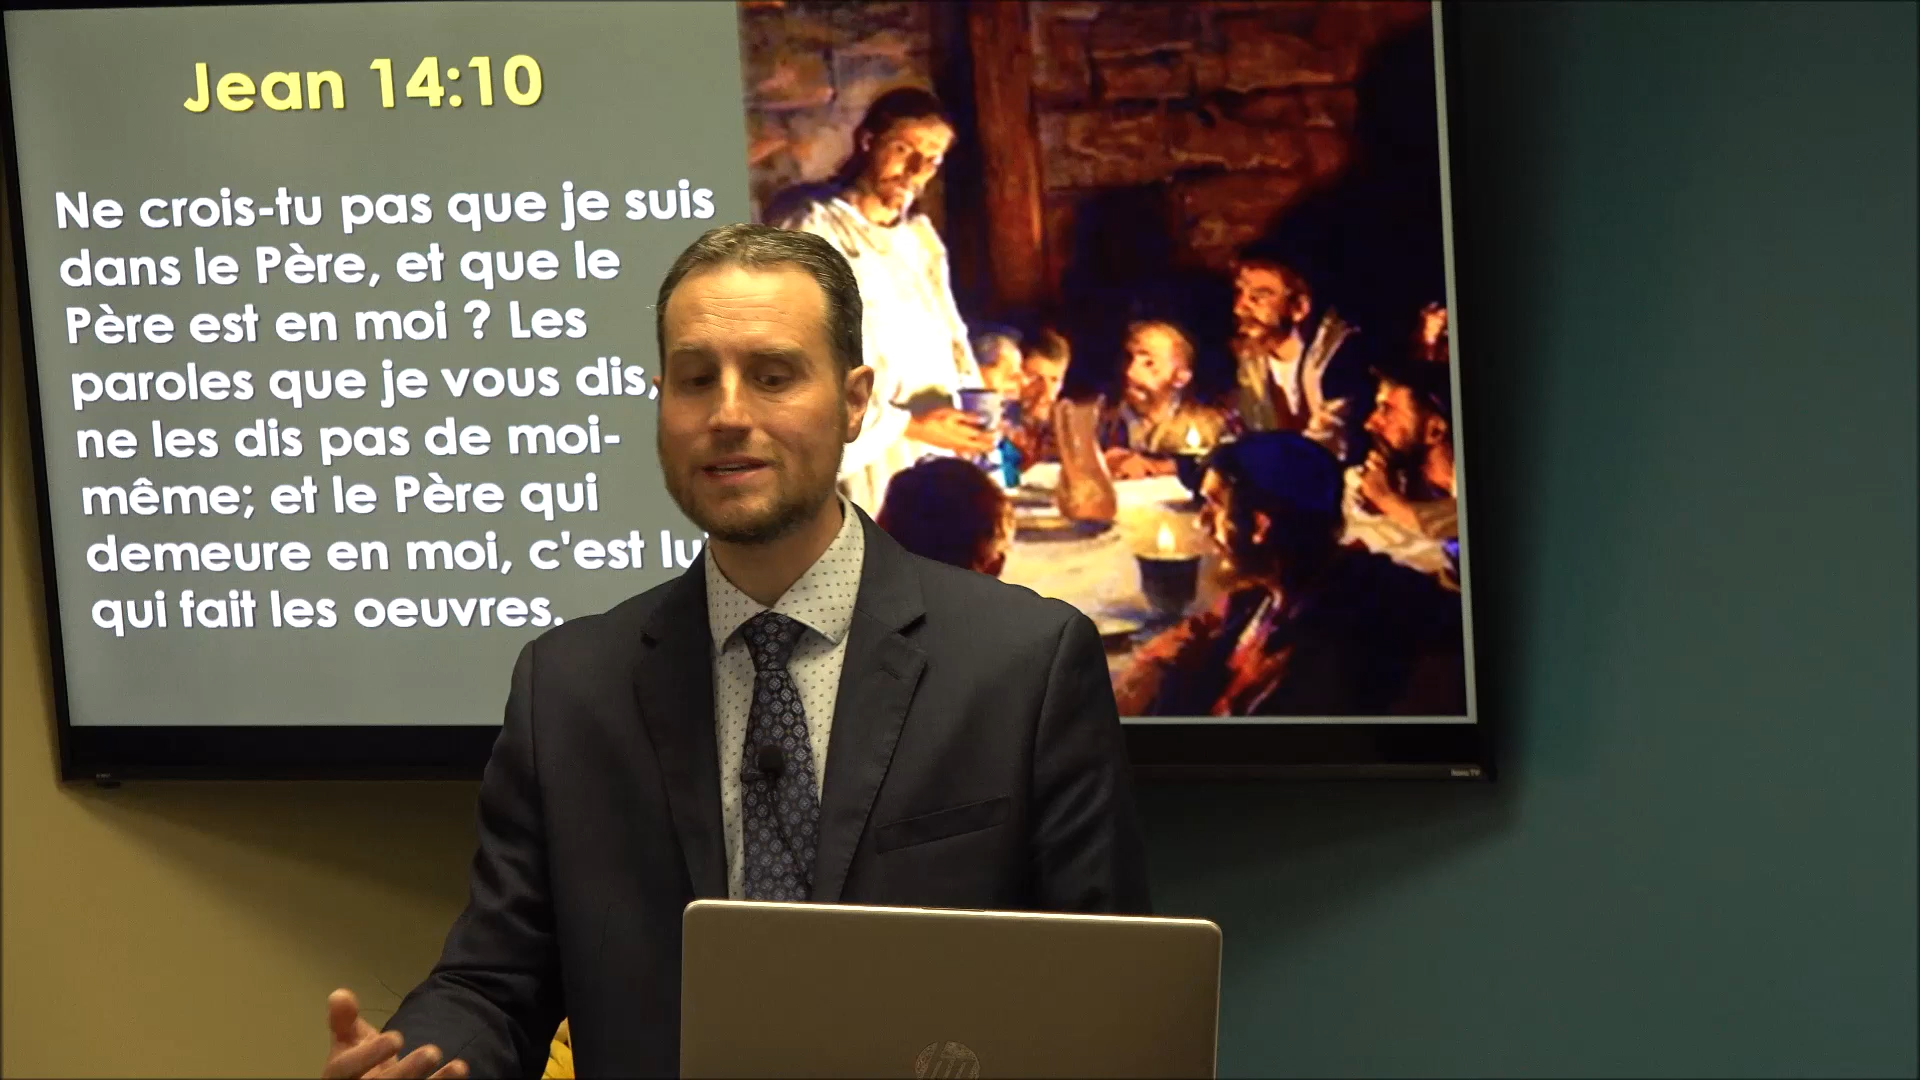 Jean 14:10
Ne crois-tu pas que je suis
dans le Père, et que le
Père est en moi ? Les
paroles que je vous dis,
ne les dis pas de moi-
même; et le Père qui
demeure en moi, c'est lui
qui fait les oeuvres.
hp